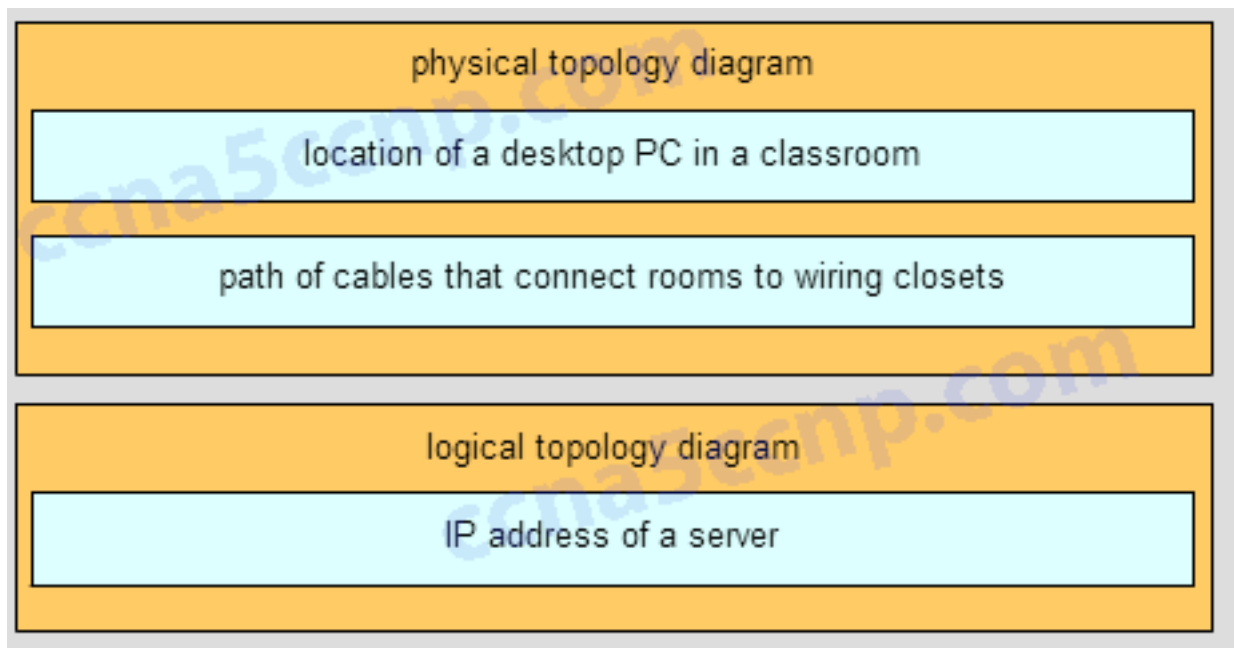 physical topology diagram
location of a desktop PC in a classroom
path of cables that connect rooms to wiring closets
logical topology diagram
IP address of a server
ccna5ccnp.com
ccna5ccnp.com